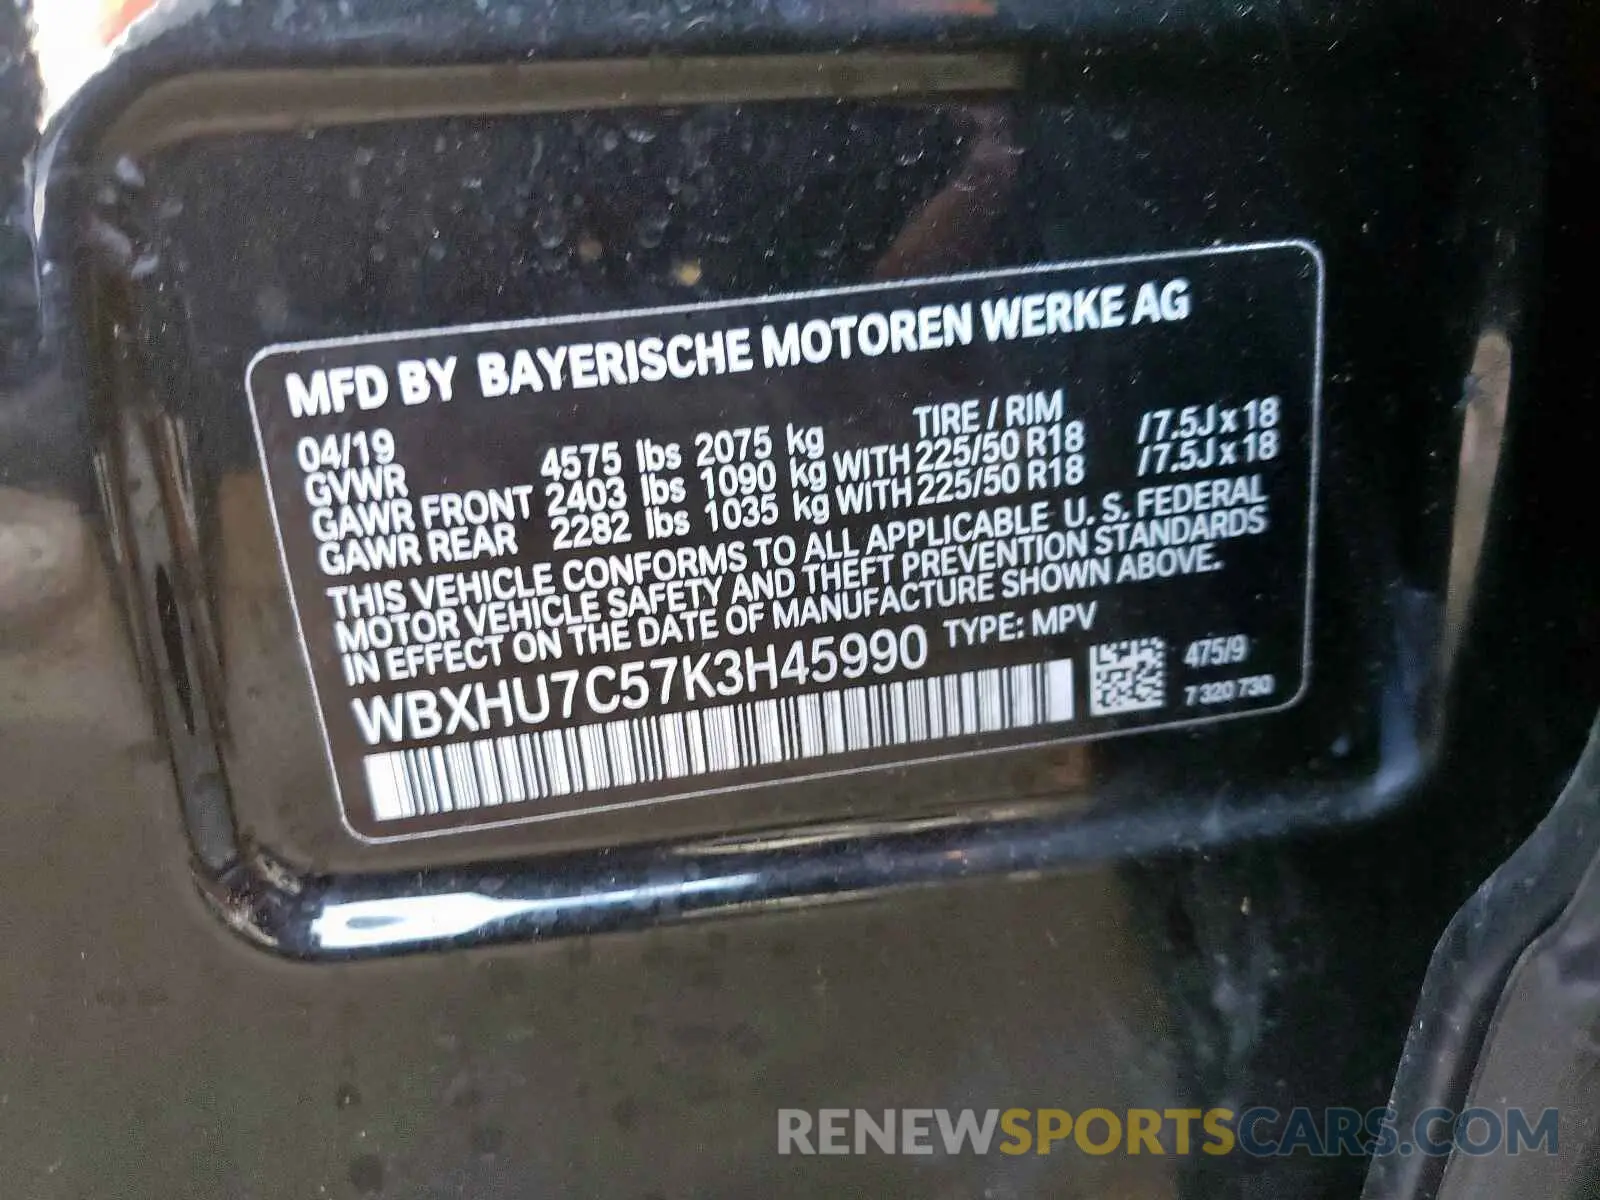 MFD BY BAYERISCHE MOTOREN WERKE AG
04/19 TIRE / RIM
GVWR 4575 lbs 2075 kg
GAWR FRONT 2403 lbs 1090 kg WITH 225/50 R18 /7.5J x 18
GAWR REAR 2282 lbs 1035 kg WITH 225/50 R18 /7.5J x 18
THIS VEHICLE CONFORMS TO ALL APPLICABLE U. S. FEDERAL
MOTOR VEHICLE SAFETY AND THEFT PREVENTION STANDARDS
IN EFFECT ON THE DATE OF MANUFACTURE SHOWN ABOVE.
WBXHU7C57K3H45990 TYPE: MPV
475/9
7 320 730
RENEWSPORTSCARS.COM